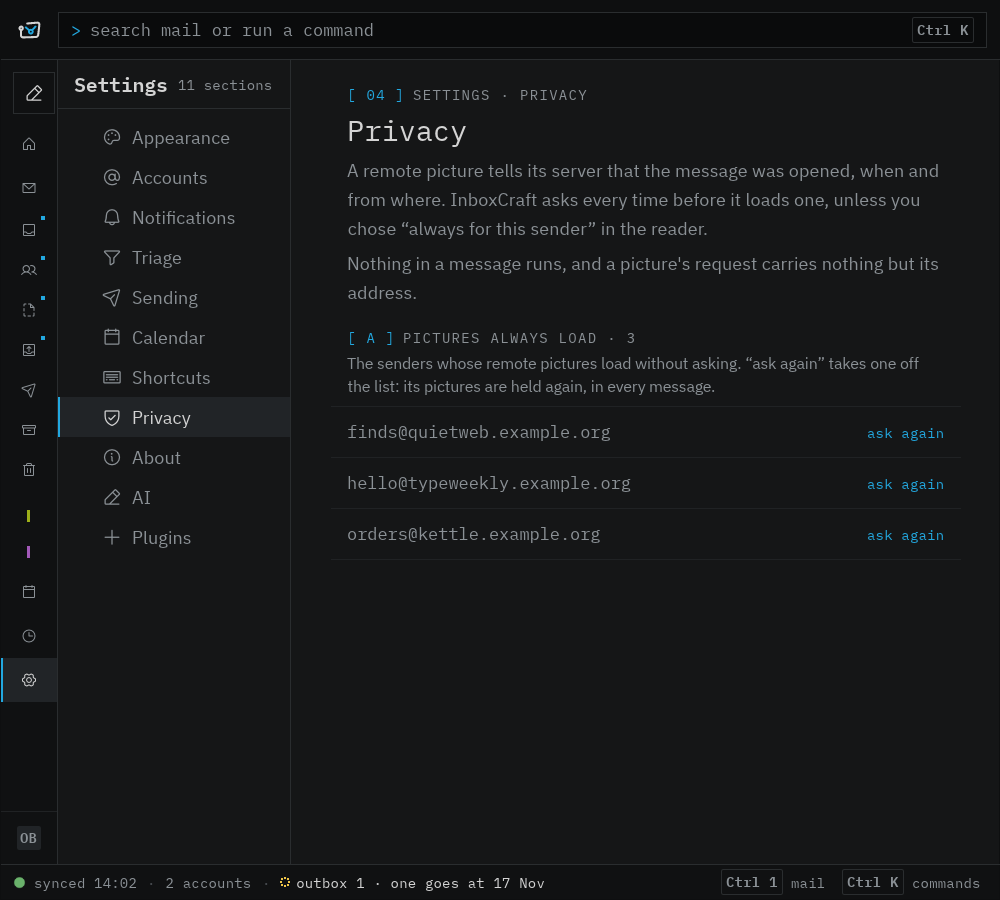 > search mail or run a command
Ctrl K
Settings 11 sections
Appearance
Accounts
Notifications
Triage
Sending
Calendar
Shortcuts
Privacy
About
AI
Plugins
[ 04 ] SETTINGS · PRIVACY
Privacy
A remote picture tells its server that the message was opened, when and
from where. InboxCraft asks every time before it loads one, unless you
chose “always for this sender” in the reader.
Nothing in a message runs, and a picture's request carries nothing but its
address.
[ A ] PICTURES ALWAYS LOAD · 3
The senders whose remote pictures load without asking. “ask again” takes one off
the list: its pictures are held again, in every message.
finds@quietweb.example.org ask again
hello@typeweekly.example.org ask again
orders@kettle.example.org ask again
OB
synced 14:02 · 2 accounts · outbox 1 · one goes at 17 Nov
Ctrl 1 mail Ctrl K commands